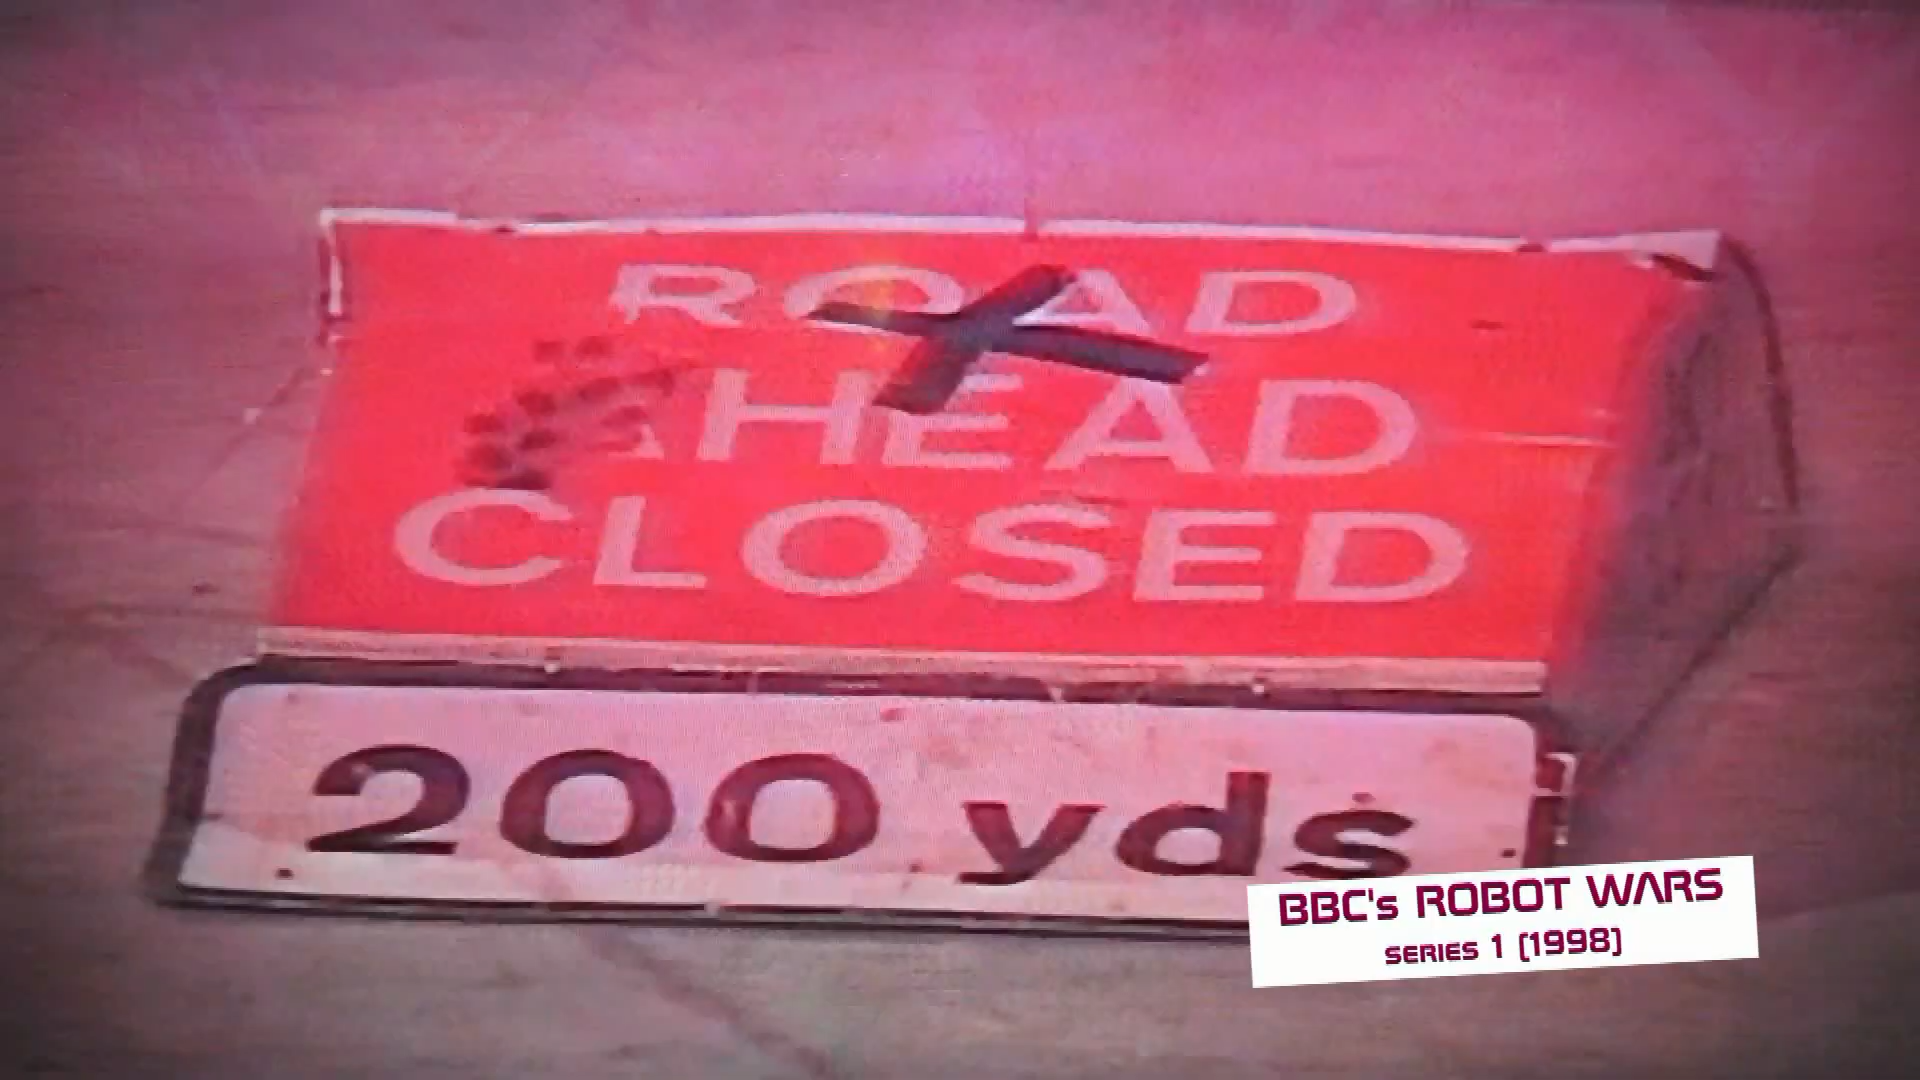 ROAD
AHEAD
CLOSED
200 yds
BBC's ROBOT WARS
SERIES 1 [1998]